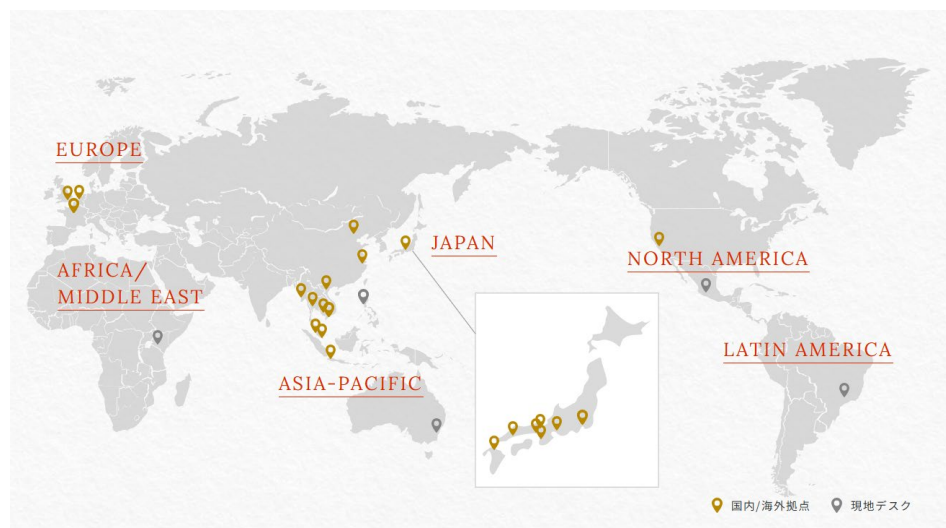 EUROPE
JAPAN
NORTH AMERICA
AFRICA/
MIDDLE EAST
LATIN AMERICA
ASIA-PACIFIC
国内/海外拠点
現地デスク